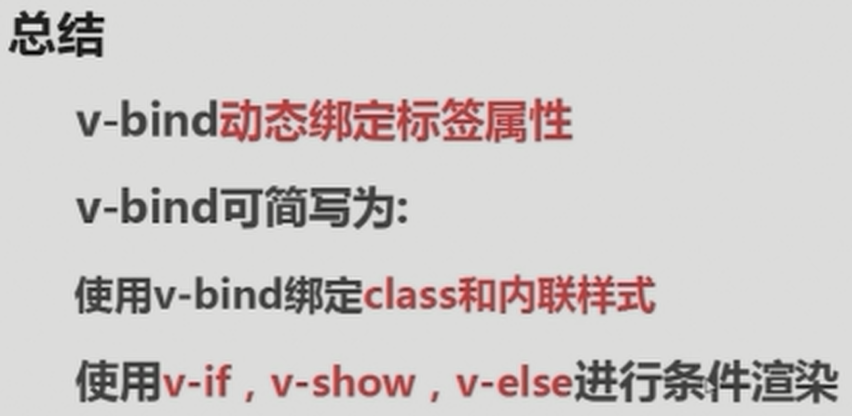 总结
v-bind动态绑定标签属性
v-bind可简写为:
使用v-bind绑定class和内联样式
使用v-if，v-show，v-else进行条件渲染